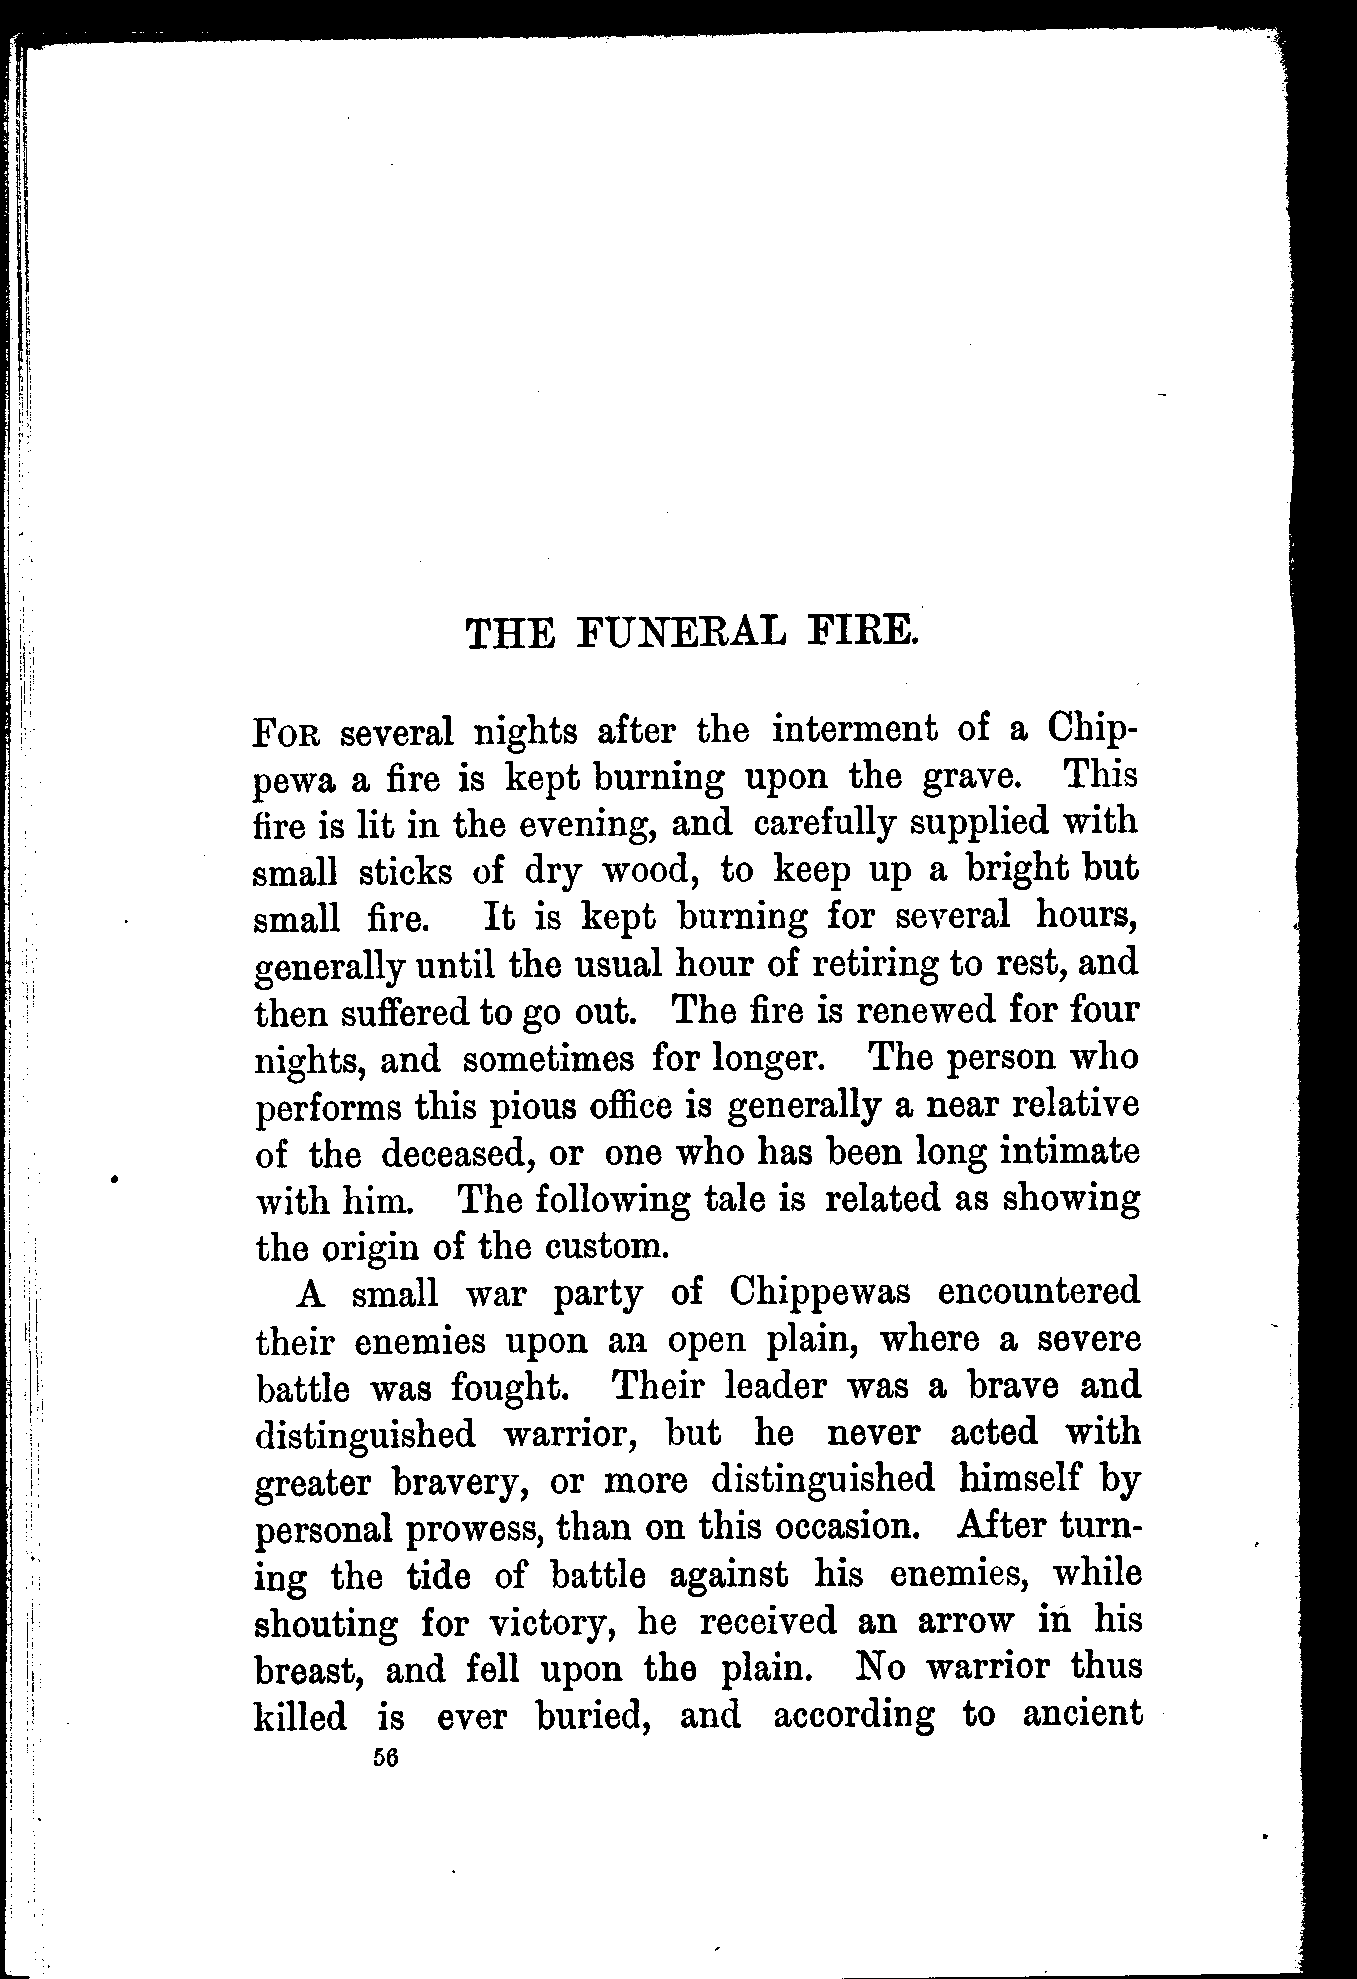 THE FUNERAL FIRE.
FOR several nights after the interment of a Chip-
pewa a fire is kept burning upon the grave. This
fire is lit in the evening, and carefully supplied with
small sticks of dry wood, to keep up a bright but
small fire. It is kept burning for several hours,
generally until the usual hour of retiring to rest, and
then suffered to go out. The fire is renewed for four
nights, and sometimes for longer. The person who
performs this pious office is generally a near relative
of the deceased, or one who has been long intimate
with him. The following tale is related as showing
the origin of the custom.
A small war party of Chippewas encountered
their enemies upon an open plain, where a severe
battle was fought. Their leader was a brave and
distinguished warrior, but he never acted with
greater bravery, or more distinguished himself by
personal prowess, than on this occasion. After turn-
ing the tide of battle against his enemies, while
shouting for victory, he received an arrow in his
breast, and fell upon the plain. No warrior thus
killed is ever buried, and according to ancient
56